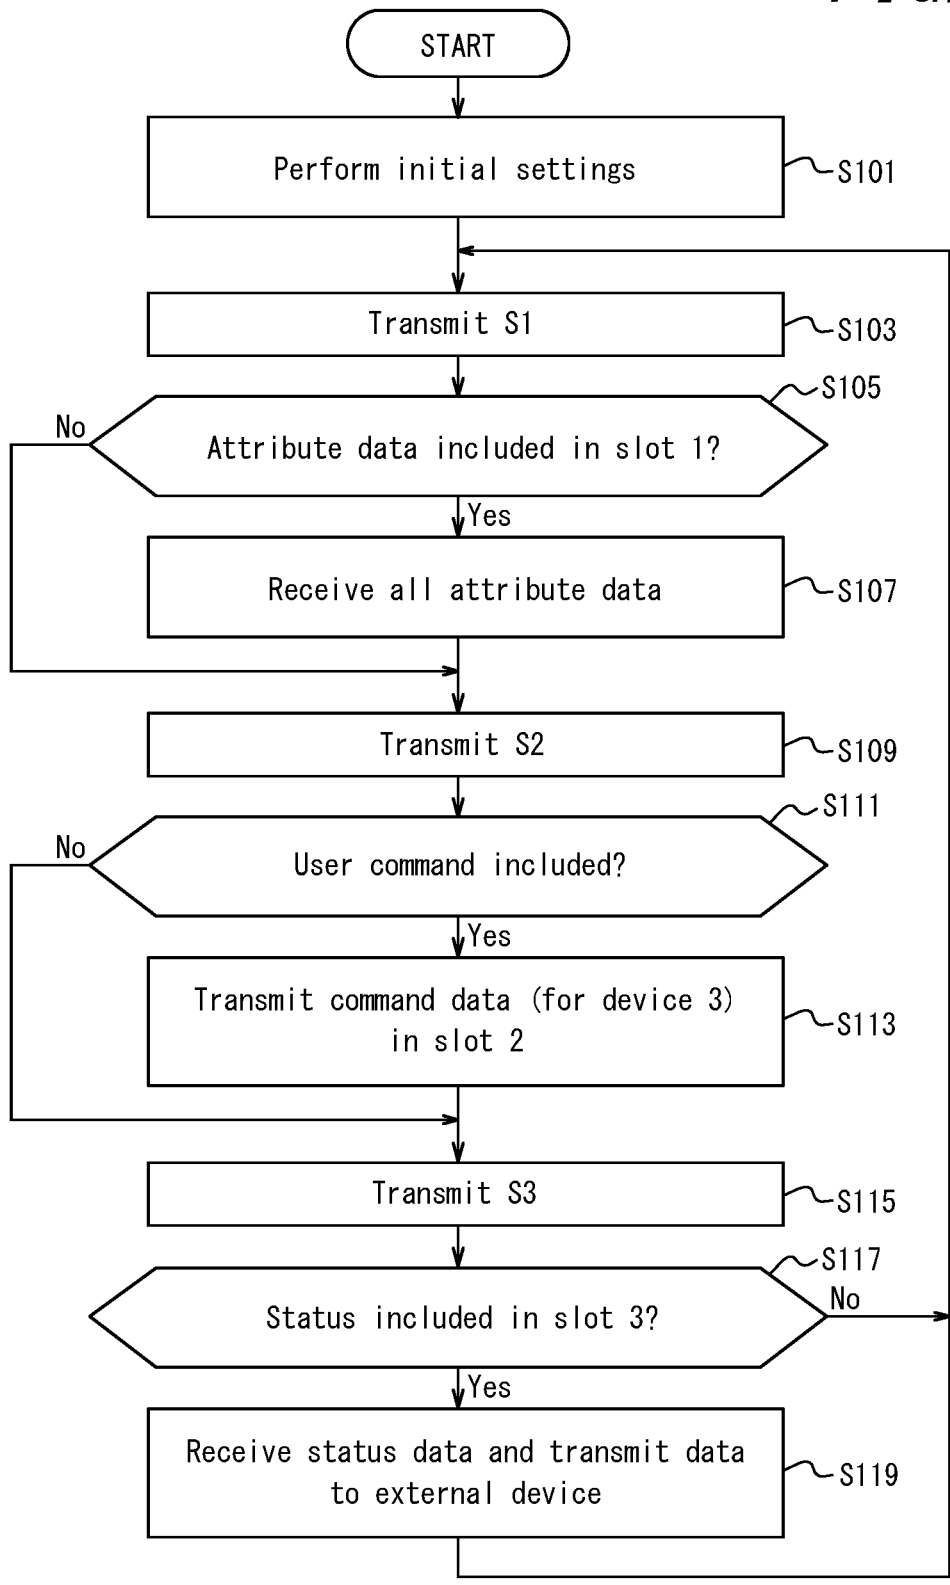 START
Perform initial settings
S101
Transmit S1
S103
S105
No
Attribute data included in slot 1?
Yes
Receive all attribute data
S107
Transmit S2
S109
S111
No
User command included?
Yes
Transmit command data (for device 3)
in slot 2
S113
Transmit S3
S115
S117
Status included in slot 3?
No
Yes
Receive status data and transmit data
to external device
S119